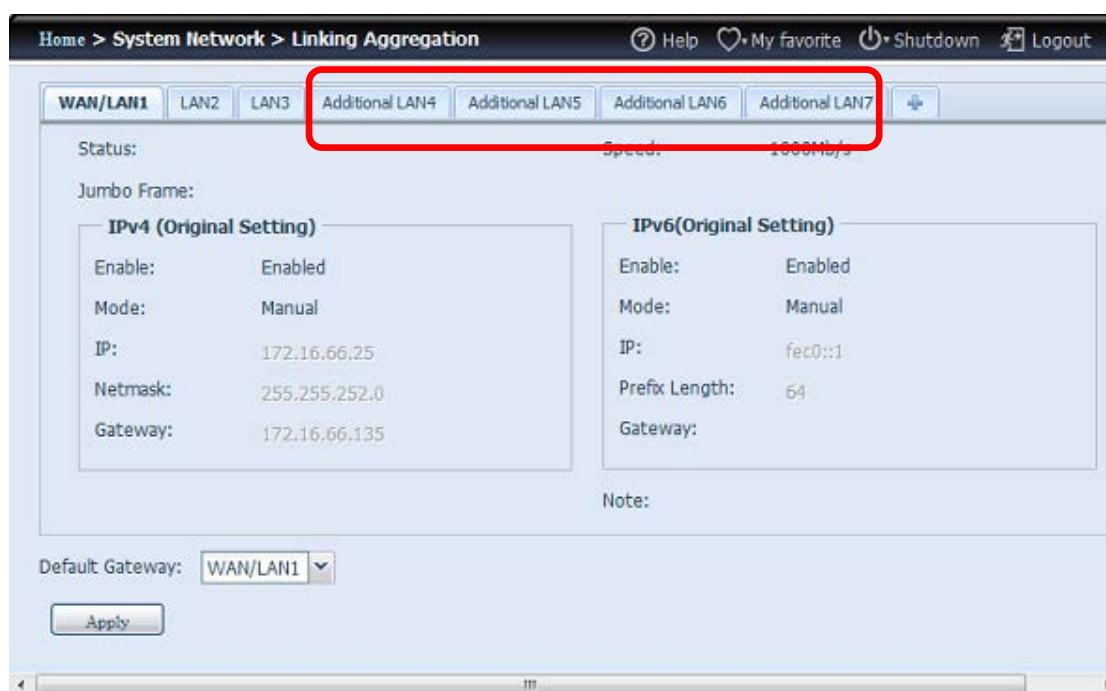 Home > System Network > Linking Aggregation Help My favorite Shutdown Logout
WAN/LAN1 LAN2 LAN3 Additional LAN4 Additional LAN5 Additional LAN6 Additional LAN7
Status: Speed: 1000Mb/s
Jumbo Frame:
IPv4 (Original Setting) IPv6(Original Setting)
Enable: Enabled Enable: Enabled
Mode: Manual Mode: Manual
IP: 172.16.66.25 IP: fec0::1
Netmask: 255.255.252.0 Prefix Length: 64
Gateway: 172.16.66.135 Gateway:
Note:
Default Gateway: WAN/LAN1
Apply